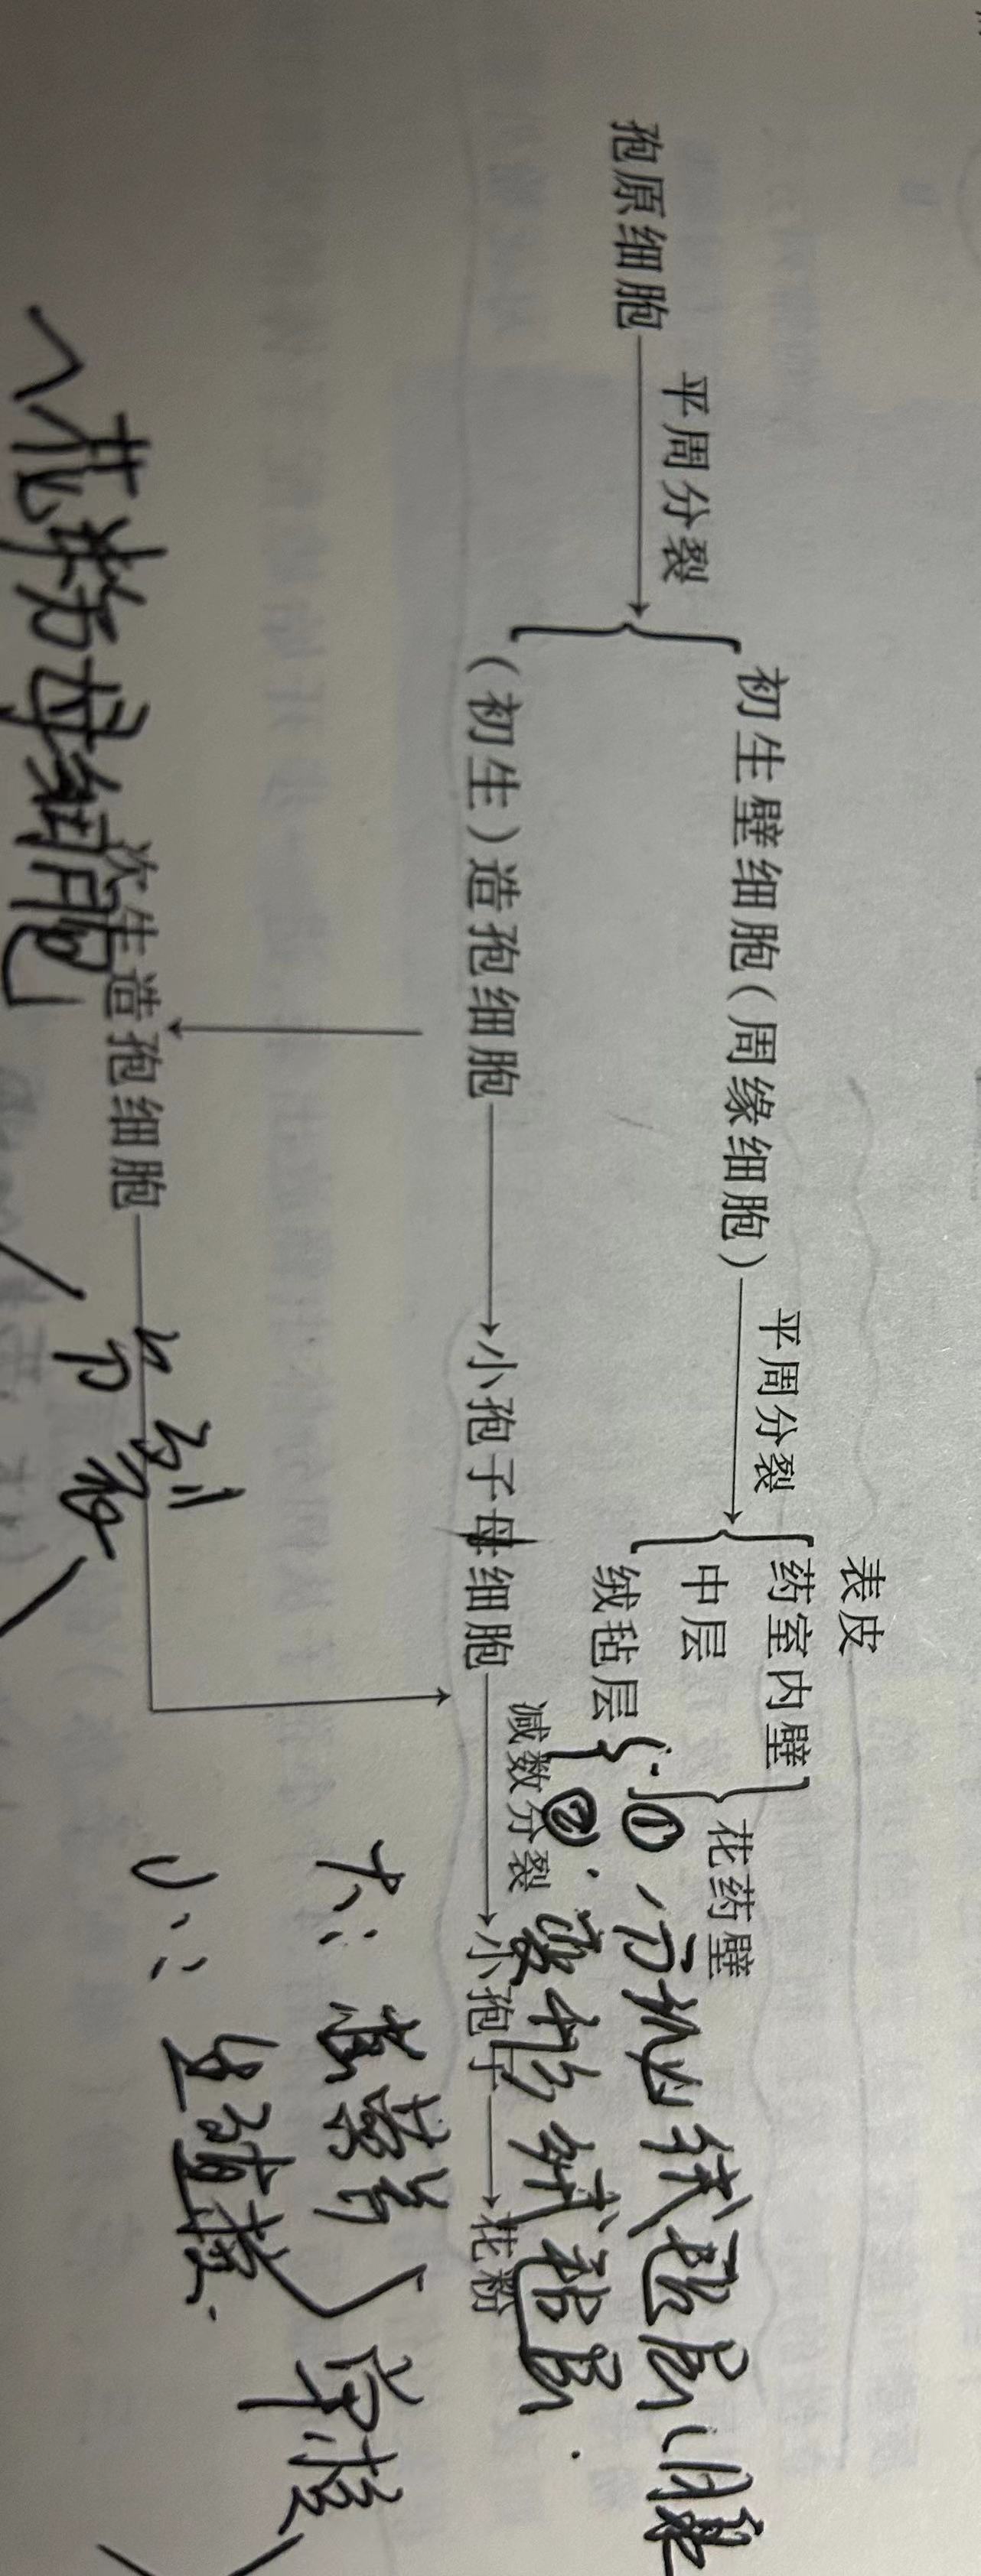 表皮
初生壁细胞(周缘细胞) 平周分裂 药室内壁
中层 花药壁
孢原细胞 平周分裂 绒毡层 ① 分泌绒毡层(腺
② 变形绒毡层
(初生)造孢细胞 小孢子母细胞 减数分裂 小孢子 花粉
大: 营养 单核
小: 生殖核
次生造孢细胞 分裂
花粉母细胞